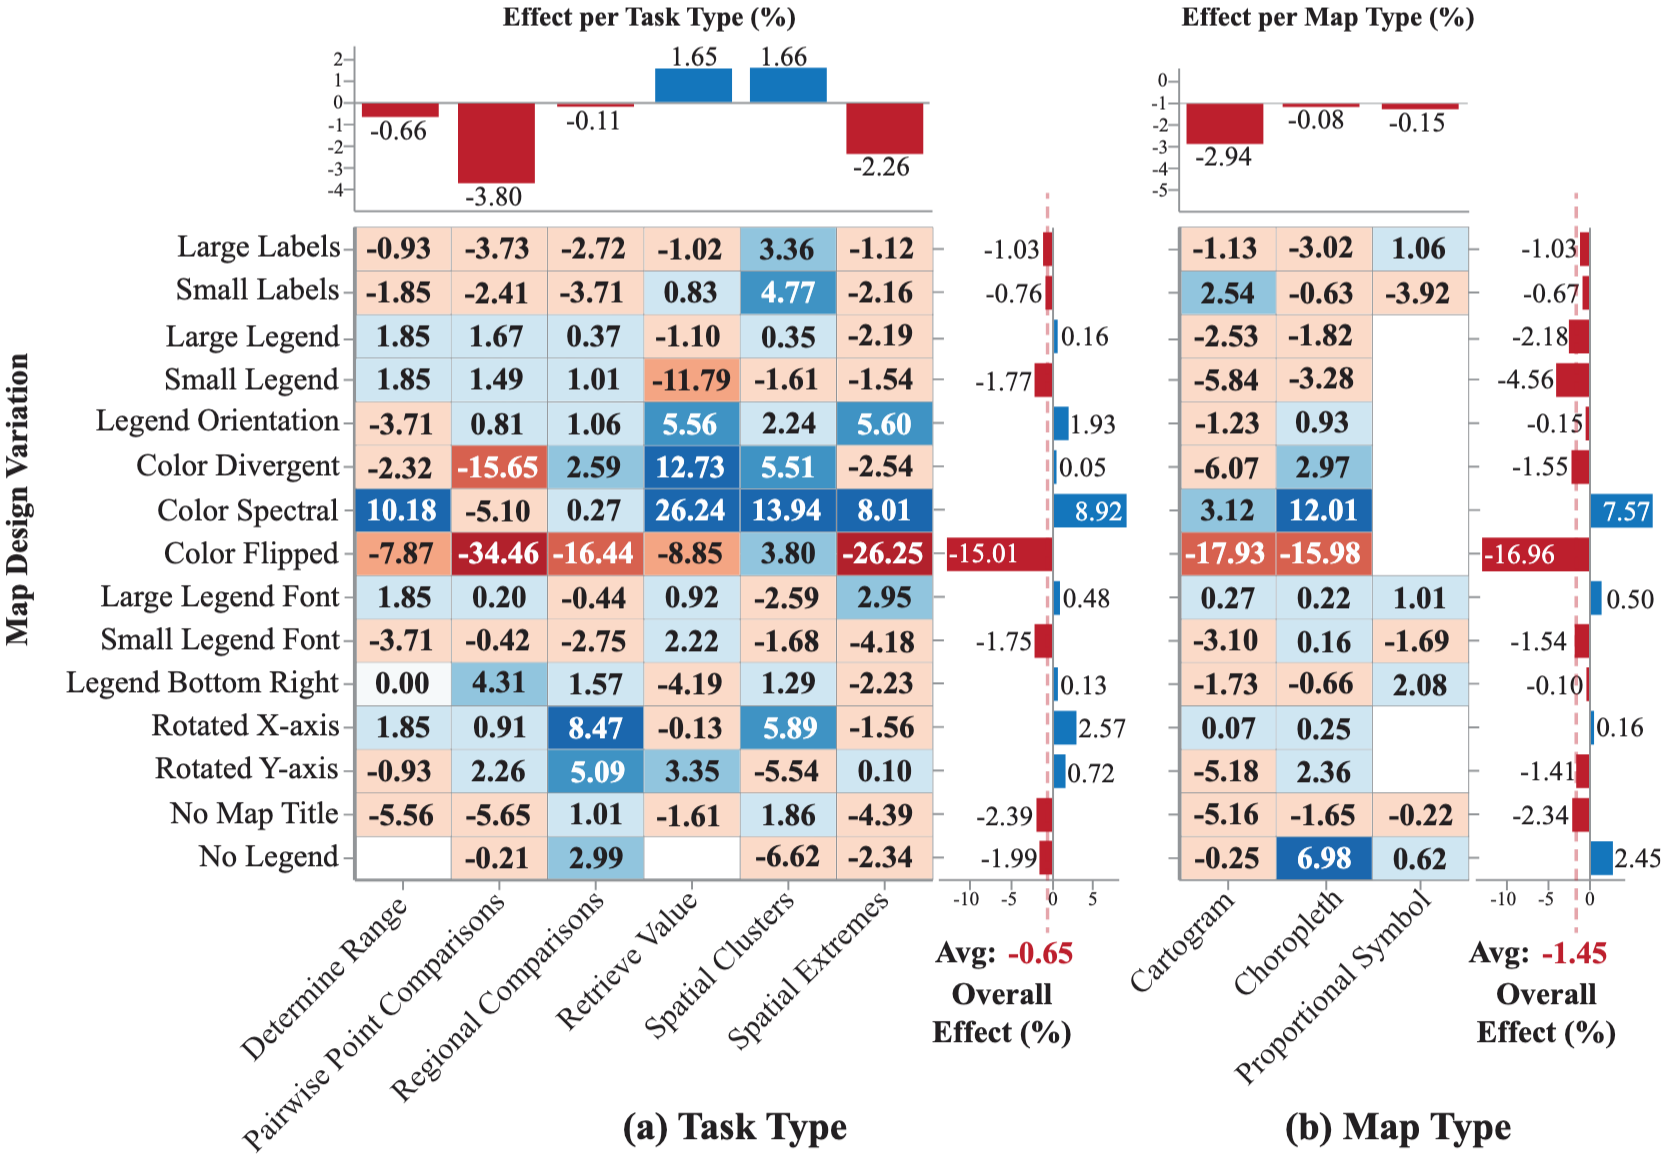 Effect per Task Type (%)
Effect per Map Type (%)
2
1
0
-1
-2
-3
-4
-0.66
-3.80
-0.11
1.65
1.66
-2.26
0
-1
-2
-3
-4
-5
-2.94
-0.08
-0.15
Map Design Variation
Large Labels -0.93 -3.73 -2.72 -1.02 3.36 -1.12 -1.03 -1.13 -3.02 1.06 -1.03
Small Labels -1.85 -2.41 -3.71 0.83 4.77 -2.16 -0.76 2.54 -0.63 -3.92 -0.67
Large Legend 1.85 1.67 0.37 -1.10 0.35 -2.19 0.16 -2.53 -1.82 -2.18
Small Legend 1.85 1.49 1.01 -11.79 -1.61 -1.54 -1.77 -5.84 -3.28 -4.56
Legend Orientation -3.71 0.81 1.06 5.56 2.24 5.60 1.93 -1.23 0.93 -0.15
Color Divergent -2.32 -15.65 2.59 12.73 5.51 -2.54 0.05 -6.07 2.97 -1.55
Color Spectral 10.18 -5.10 0.27 26.24 13.94 8.01 8.92 3.12 12.01 7.57
Color Flipped -7.87 -34.46 -16.44 -8.85 3.80 -26.25 -15.01 -17.93 -15.98 -16.96
Large Legend Font 1.85 0.20 -0.44 0.92 -2.59 2.95 0.48 0.27 0.22 1.01 0.50
Small Legend Font -3.71 -0.42 -2.75 2.22 -1.68 -4.18 -1.75 -3.10 0.16 -1.69 -1.54
Legend Bottom Right 0.00 4.31 1.57 -4.19 1.29 -2.23 0.13 -1.73 -0.66 2.08 -0.10
Rotated X-axis 1.85 0.91 8.47 -0.13 5.89 -1.56 2.57 0.07 0.25 0.16
Rotated Y-axis -0.93 2.26 5.09 3.35 -5.54 0.10 0.72 -5.18 2.36 -1.41
No Map Title -5.56 -5.65 1.01 -1.61 1.86 -4.39 -2.39 -5.16 -1.65 -0.22 -2.34
No Legend -0.21 2.99 -6.62 -2.34 -1.99 -0.25 6.98 0.62 2.45
-10 -5 0 5
-10 -5 0
Determine Range
Pairwise Point Comparisons
Regional Comparisons
Retrieve Value
Spatial Clusters
Spatial Extremes
Avg: -0.65
Overall
Effect (%)
Cartogram
Choropleth
Proportional Symbol
Avg: -1.45
Overall
Effect (%)
(a) Task Type
(b) Map Type